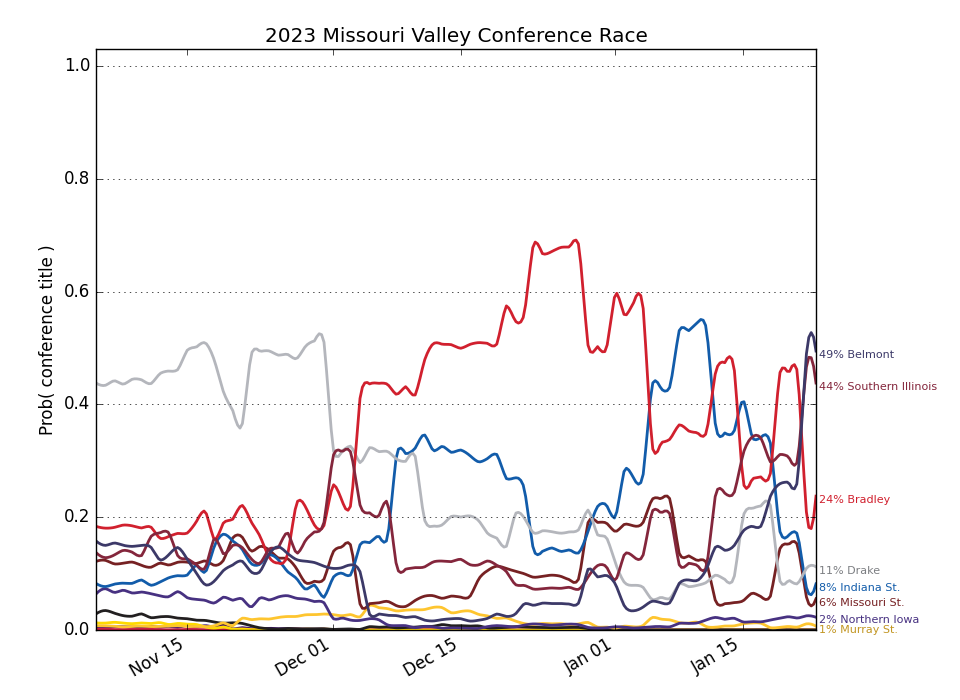 2023 Missouri Valley Conference Race
Prob( conference title )
1.0
0.8
0.6
0.4
0.2
0.0
Nov 15
Dec 01
Dec 15
Jan 01
Jan 15
49% Belmont
44% Southern Illinois
24% Bradley
11% Drake
8% Indiana St.
6% Missouri St.
2% Northern Iowa
1% Murray St.